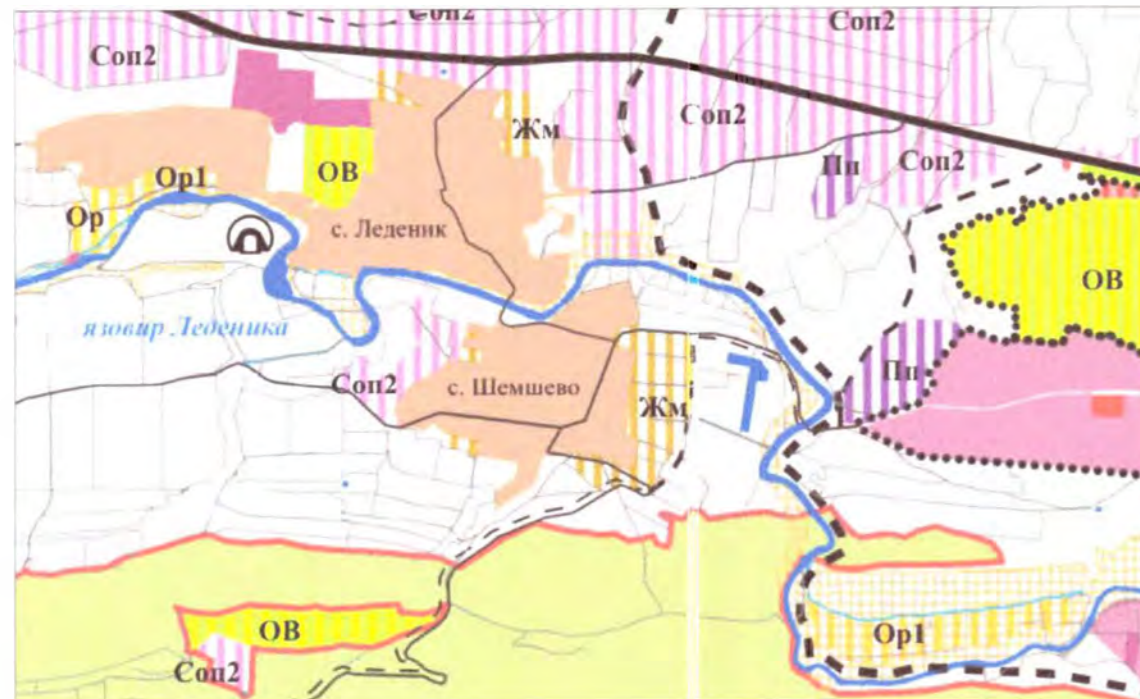 Соп2
Соп2
Жм
Соп2
Пп
Соп2
ОВ
Ор1
Ор
с. Леденик
ОВ
язовир Леденика
Соп2
с. Шемшево
Жм
Пп
ОВ
Соп2
Ор1